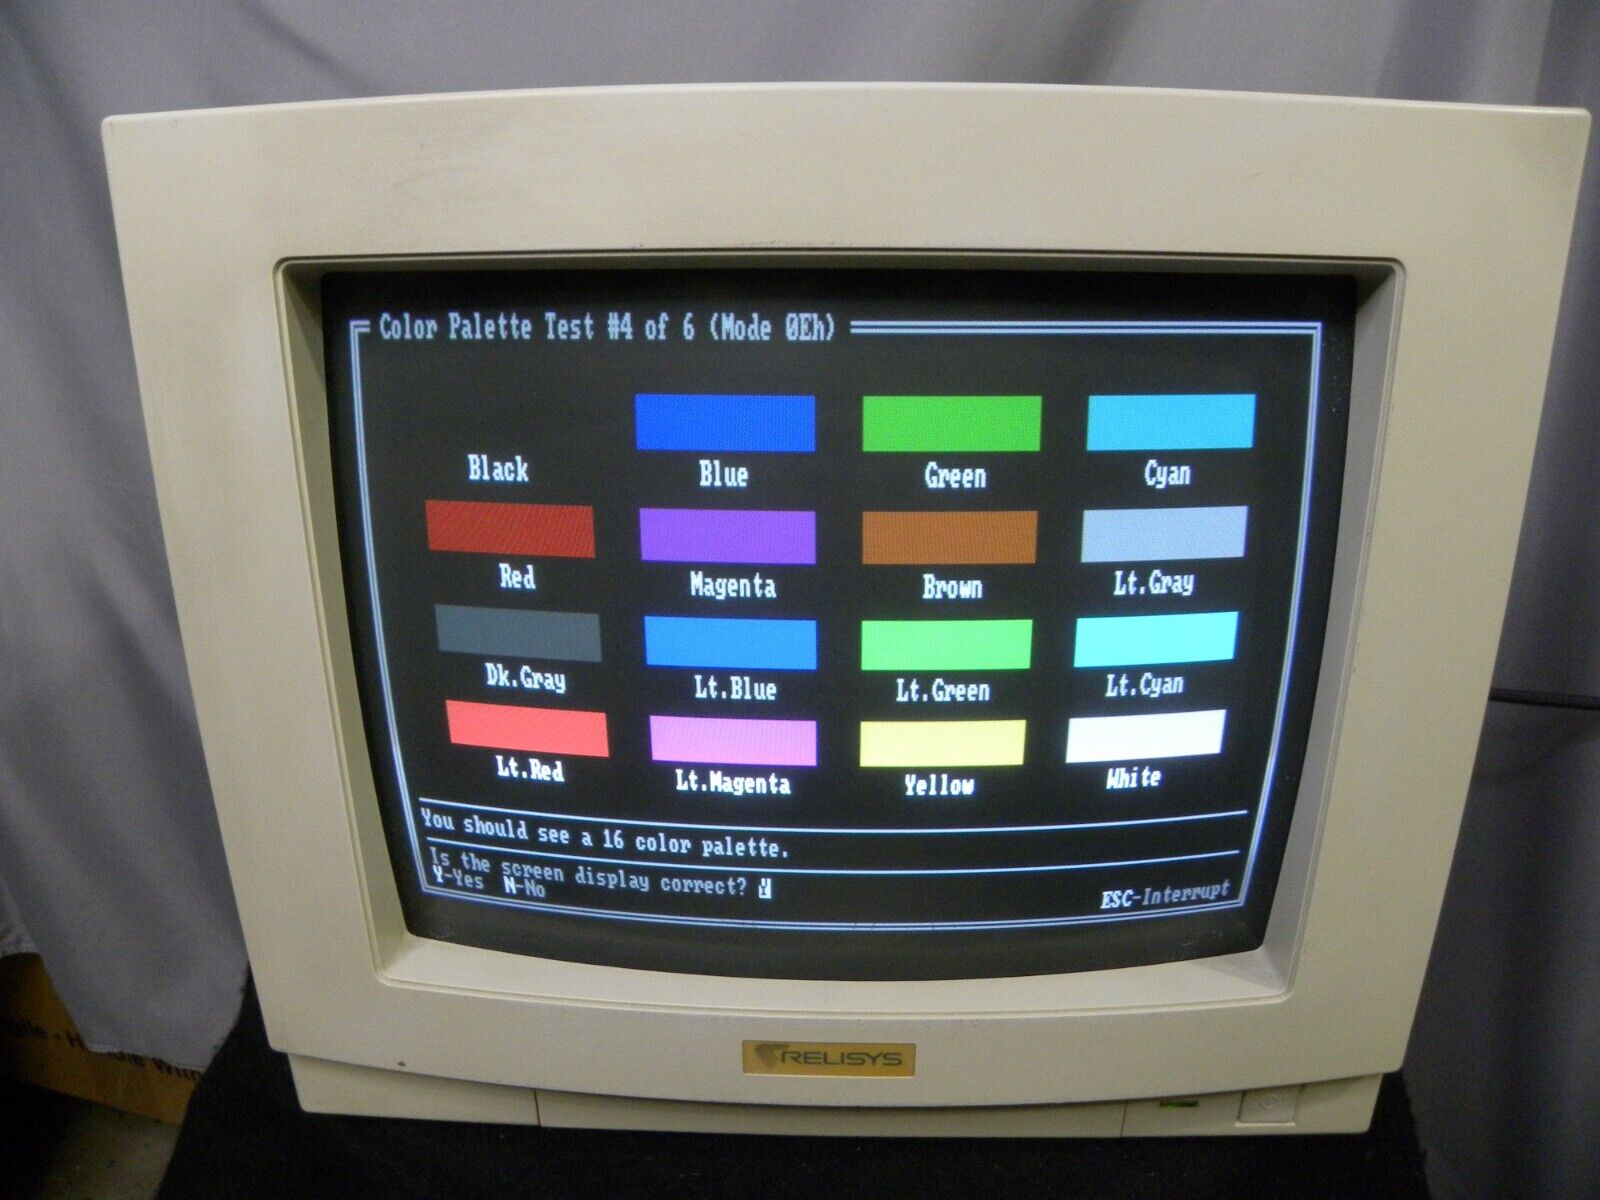 Color Palette Test #4 of 6 (Mode 0Eh)
Black Blue Green Cyan
Red Magenta Brown Lt.Gray
Dk.Gray Lt.Blue Lt.Green Lt.Cyan
Lt.Red Lt.Magenta Yellow White
You should see a 16 color palette.
Is the screen display correct? Y
Y-Yes N-No ESC-Interrupt
RELISYS